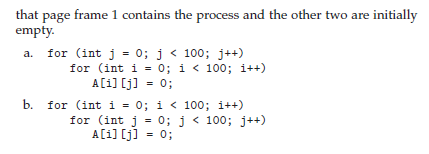 that page frame 1 contains the process and the other two are initially
empty.
a. for (int j = 0; j < 100; j++)
for (int i = 0; i < 100; i++)
A[i][j] = 0;
b. for (int i = 0; i < 100; i++)
for (int j = 0; j < 100; j++)
A[i][j] = 0;